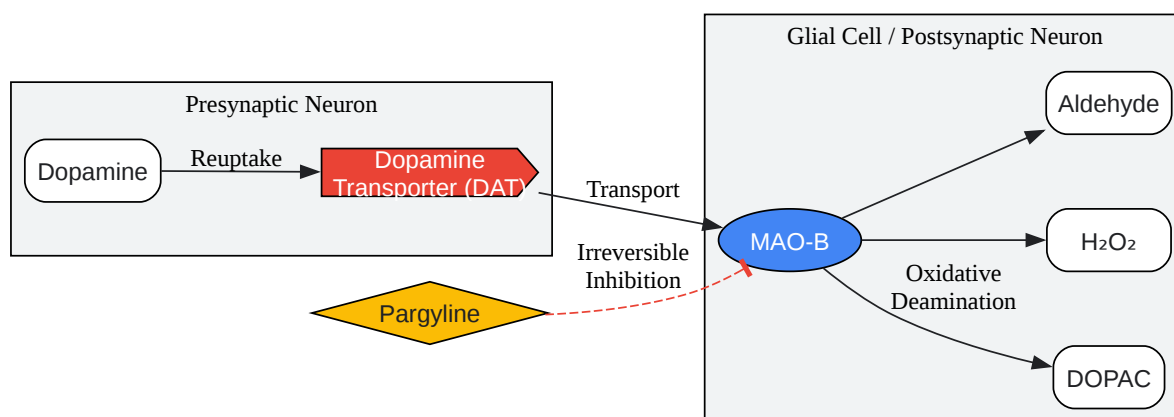 Glial Cell / Postsynaptic Neuron
Presynaptic Neuron
Aldehyde
Dopamine
Reuptake
Dopamine
Transporter (DAT)
Transport
MAO-B
H₂O₂
Irreversible
Inhibition
Oxidative
Deamination
Pargyline
DOPAC